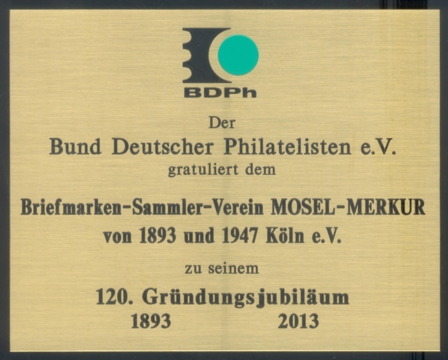 BDPh
Der
Bund Deutscher Philatelisten e.V.
gratuliert dem
Briefmarken-Sammler-Verein MOSEL-MERKUR
von 1893 und 1947 Köln e.V.
zu seinem
120. Gründungsjubiläum
1893 2013